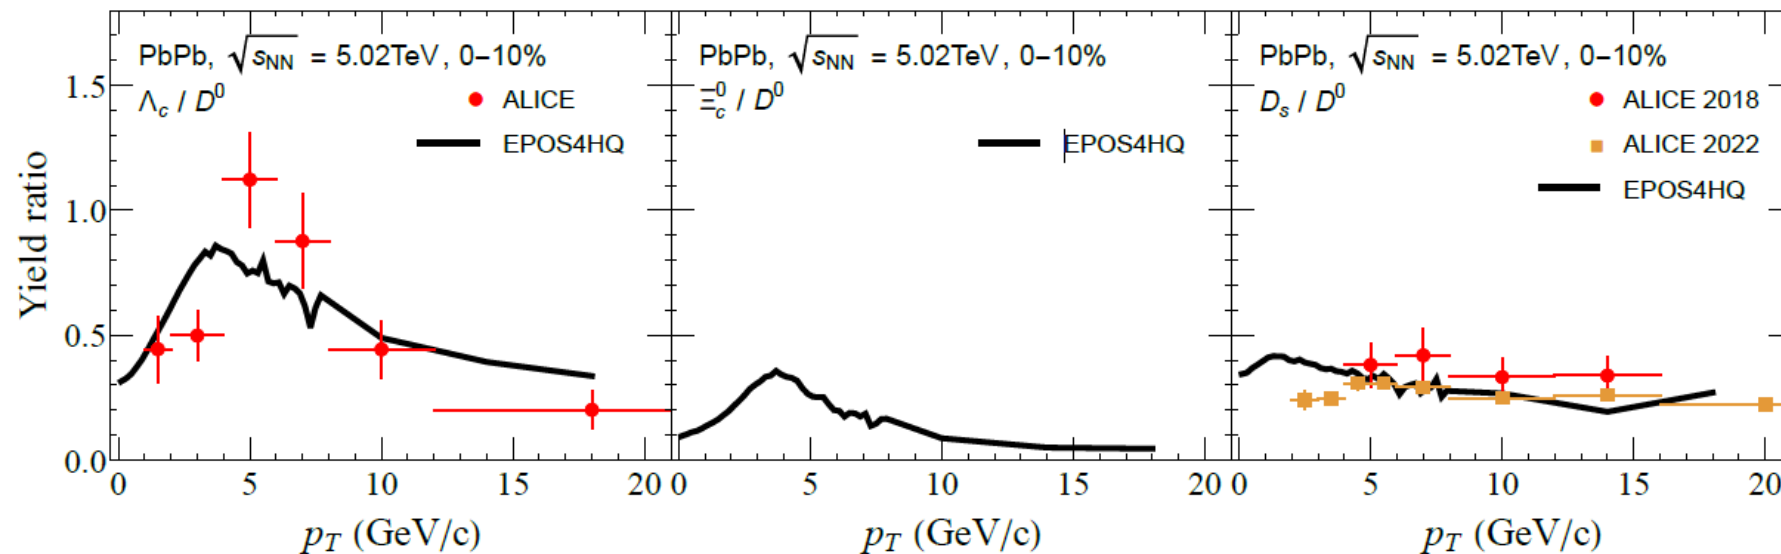 PbPb, √sNN = 5.02TeV, 0–10%
Λc / D0
ALICE
EPOS4HQ
PbPb, √sNN = 5.02TeV, 0–10%
Ξc0 / D0
EPOS4HQ
PbPb, √sNN = 5.02TeV, 0–10%
Ds / D0
ALICE 2018
ALICE 2022
EPOS4HQ
Yield ratio
1.5
1.0
0.5
0.0
0 5 10 15 20
0 5 10 15 20
0 5 10 15 20
pT (GeV/c)
pT (GeV/c)
pT (GeV/c)